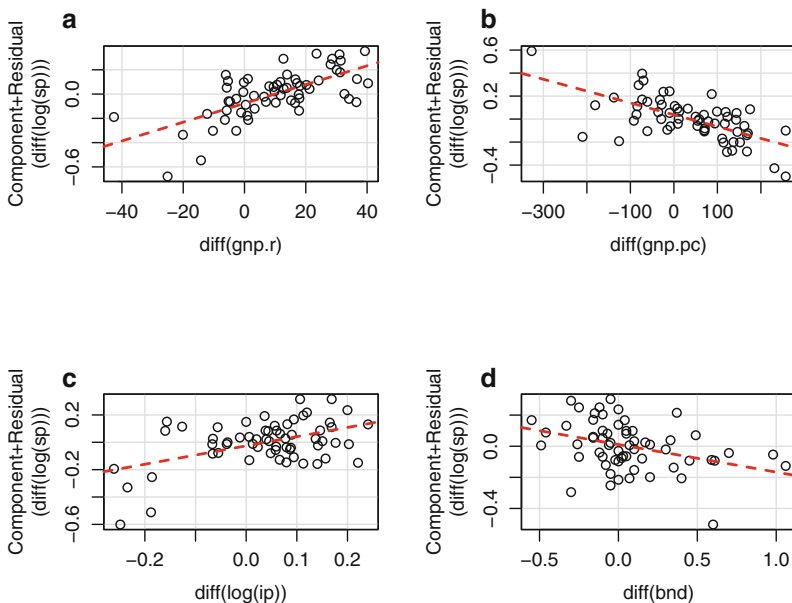 a
Component+Residual
(diff(log(sp)))
0.0
−0.6
−40 −20 0 20 40
diff(gnp.r)
b
Component+Residual
(diff(log(sp)))
0.6
0.2
−0.4
−300 −100 0 100
diff(gnp.pc)
c
Component+Residual
(diff(log(sp)))
0.2
−0.2
−0.6
−0.2 0.0 0.1 0.2
diff(log(ip))
d
Component+Residual
(diff(log(sp)))
0.0
−0.4
−0.5 0.0 0.5 1.0
diff(bnd)